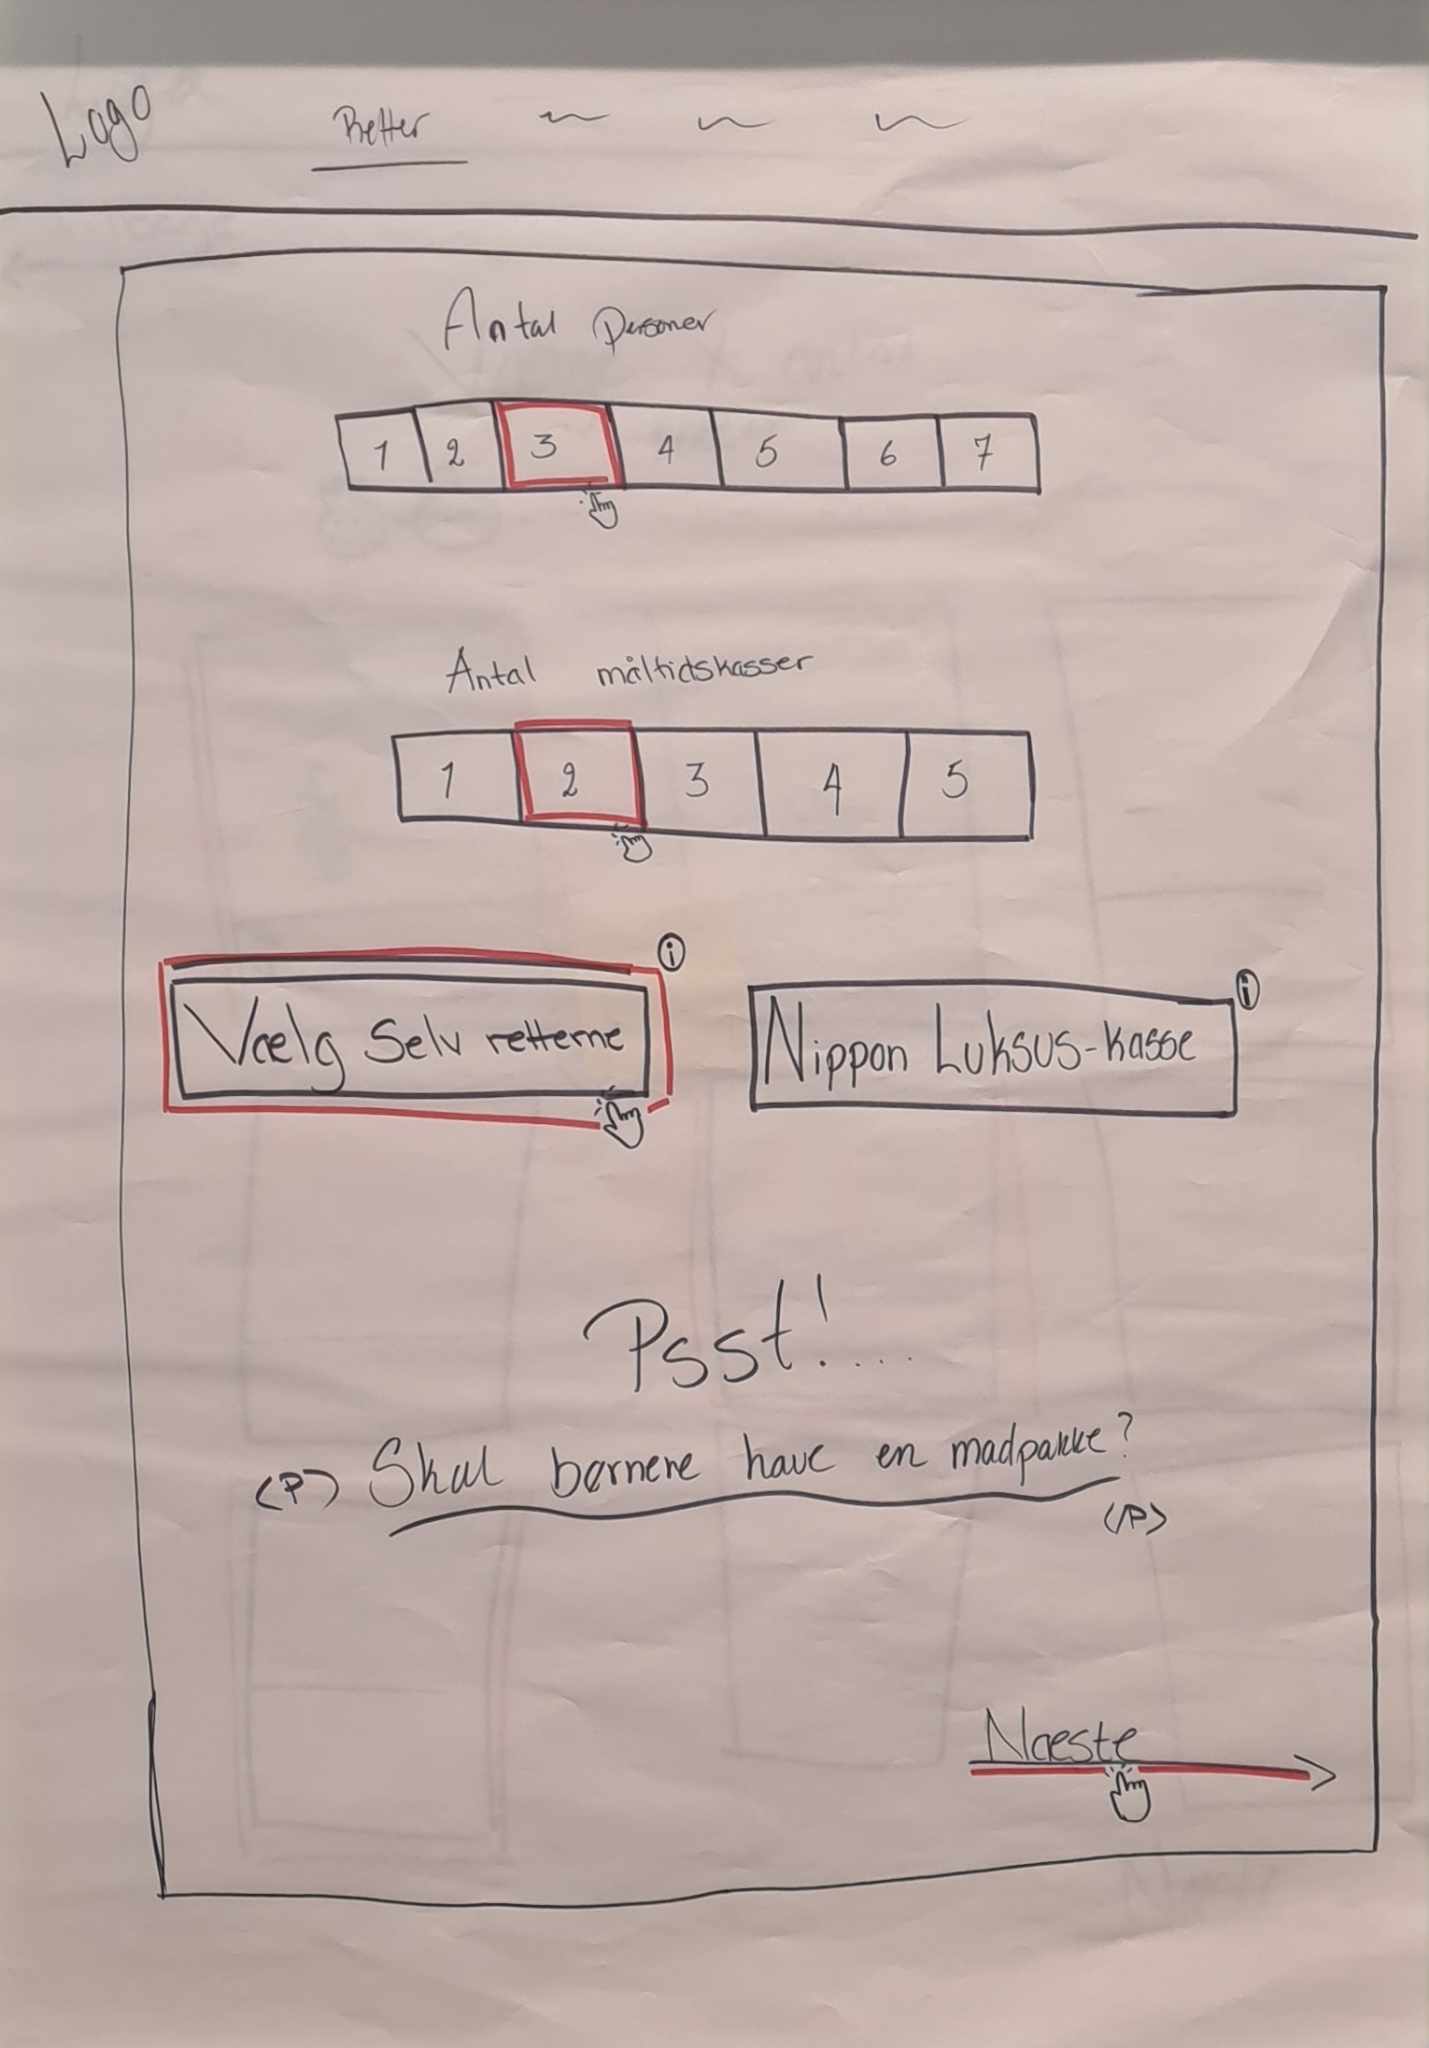 Logo Retter
Antal personer
1 2 3 4 5 6 7
Antal måltidskasser
1 2 3 4 5
i i
Vælg Selv retterne Nippon Luksus-kasse
Psst!....
<P> Skal børnene have en madpakke?
</P>
Næste